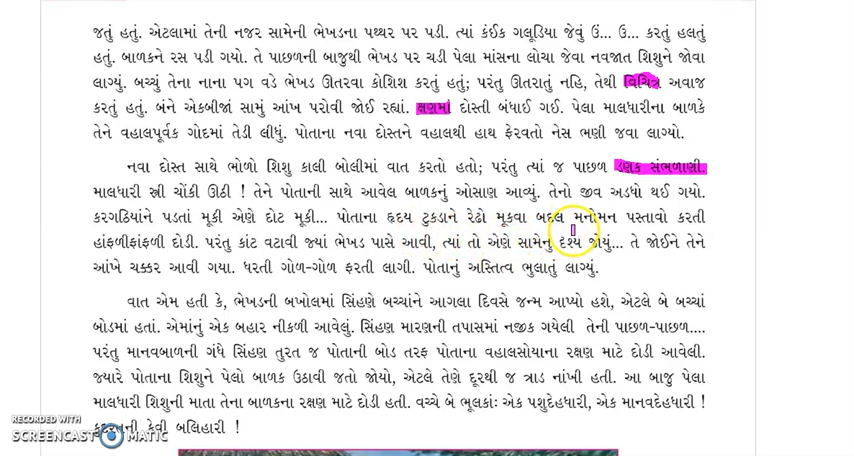 જતું હતું. એટલામાં તેની નજર સામેની ભેખડના પથ્થર પર પડી. ત્યાં કંઈક ગલૂડિયા જેવું ઉં... ઉ... કરતું હલતું
હતું. બાળકને રસ પડી ગયો. તે પાછળની બાજુથી ભેખડ પર ચડી પેલા માંસના લોચા જેવા નવજાત શિશુને જોવા
લાગ્યું. બચ્ચું તેના નાના પગ વડે ભેખડ ઊતરવા કોશિશ કરતું હતું; પરંતુ ઊતરાતું નહિ, તેથી વિચિત્ર અવાજ
કરતું હતું. બંને એકબીજાં સામું આંખ પરોવી જોઈ રહ્યાં. ક્ષણમાં દોસ્તી બંધાઈ ગઈ. પેલા માલધારીના બાળકે
તેને વહાલપૂર્વક ગોદમાં તેડી લીધું. પોતાના નવા દોસ્તને વહાલથી હાથ ફેરવતો નેસ ભણી જવા લાગ્યો.
નવા દોસ્ત સાથે ભોળો શિશુ કાલી બોલીમાં વાત કરતો હતો; પરંતુ ત્યાં જ પાછળ ડણક સંભળાણી.
માલધારી સ્ત્રી ચોંકી ઊઠી ! તેને પોતાની સાથે આવેલ બાળકનું ઓસાણ આવ્યું. તેનો જીવ અડધો થઈ ગયો.
કરગઠિયાંને પડતાં મૂકી એણે દોટ મૂકી... પોતાના હૃદય ટુકડાને રેઢો મૂકવા બદલ મનોમન પસ્તાવો કરતી
હાંફળીફાંફળી દોડી. પરંતુ કાંટ વટાવી જ્યાં ભેખડ પાસે આવી, ત્યાં તો એણે સામેનું દૃશ્ય જોયું... તે જોઈને તેને
આંખે ચક્કર આવી ગયા. ધરતી ગોળ-ગોળ ફરતી લાગી. પોતાનું અસ્તિત્વ ભુલાતું લાગ્યું.
વાત એમ હતી કે, ભેખડની બખોલમાં સિંહણે બચ્ચાંને આગલા દિવસે જન્મ આપ્યો હશે, એટલે બે બચ્ચાં
બોડમાં હતાં. એમાંનું એક બહાર નીકળી આવેલું. સિંહણ મારણની તપાસમાં નજીક ગયેલી તેની પાછળ-પાછળ....
પરંતુ માનવબાળની ગંધે સિંહણ તુરત જ પોતાની બોડ તરફ પોતાના વહાલસોયાના રક્ષણ માટે દોડી આવેલી.
જ્યારે પોતાના શિશુને પેલો બાળક ઉઠાવી જતો જોયો, એટલે તેણે દૂરથી જ ત્રાડ નાંખી હતી. આ બાજુ પેલા
માલધારી શિશુની માતા તેના બાળકના રક્ષણ માટે દોડી હતી. વચ્ચે બે ભૂલકાં: એક પશુદેહધારી, એક માનવદેહધારી !
કુદરતની કેવી બલિહારી !
RECORDED WITH
SCREENCAST MATIC